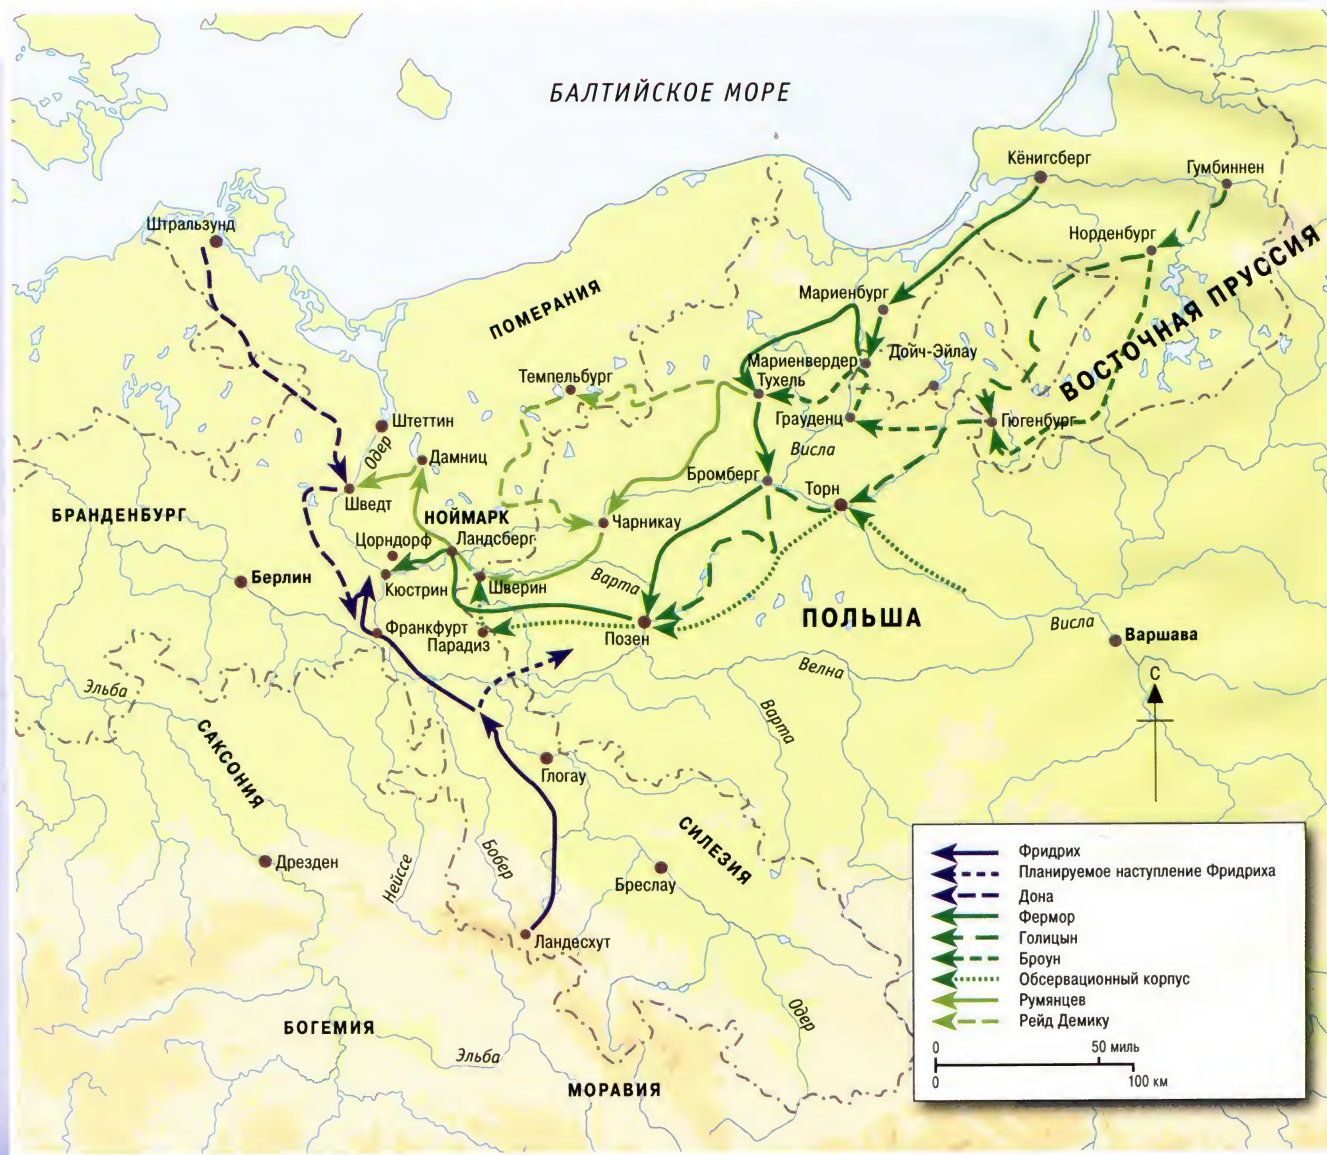 БАЛТИЙСКОЕ МОРЕ
Кёнигсберг
Гумбиннен
Штральзунд
Норденбург
ВОСТОЧНАЯ ПРУССИЯ
Мариенбург
ПОМЕРАНИЯ
Мариенвердер
Дойч-Эйлау
Темпельбург
Тухель
Штеттин
Грауденц
Гюгенбург
Одер
Висла
Дамниц
Бромберг
Торн
Шведт
БРАНДЕНБУРГ
НОЙМАРК
Чарникау
Цорндорф
Ландсберг
Берлин
Кюстрин
Шверин
Варта
ПОЛЬША
Франкфурт
Парадиз
Позен
Висла
Варшава
Велна
С
Эльба
Варта
САКСОНИЯ
Глогау
СИЛЕЗИЯ
Дрезден
Нейссе
Бобер
Бреслау
Ландесхут
Одер
БОГЕМИЯ
Эльба
МОРАВИЯ
Фридрих
Планируемое наступление Фридриха
Дона
Фермор
Голицын
Броун
Обсервационный корпус
Румянцев
Рейд Демику
0 50 миль
0 100 км